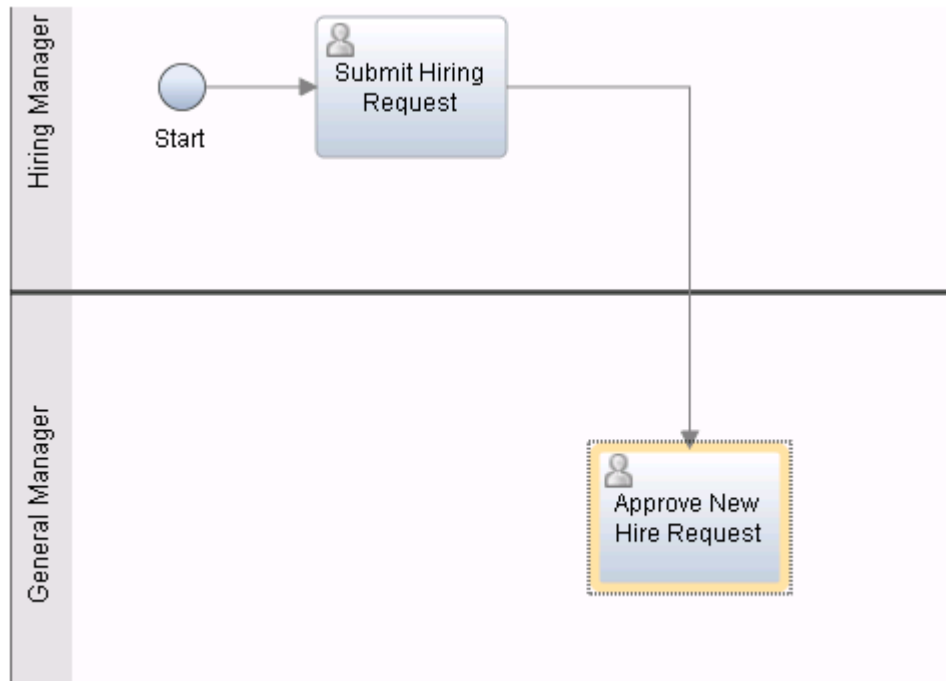 Hiring Manager
Submit Hiring
Request
Start
General Manager
Approve New
Hire Request